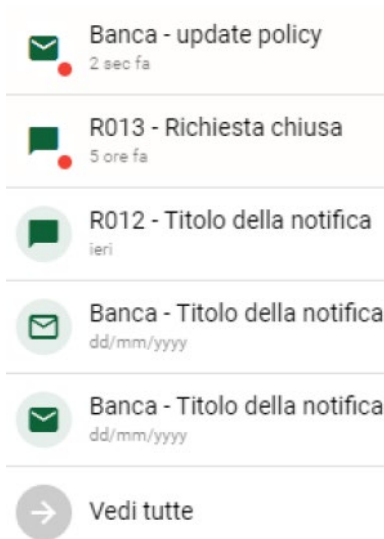 Banca - update policy
2 sec fa
R013 - Richiesta chiusa
5 ore fa
R012 - Titolo della notifica
ieri
Banca - Titolo della notifica
dd/mm/yyyy
Banca - Titolo della notifica
dd/mm/yyyy
Vedi tutte